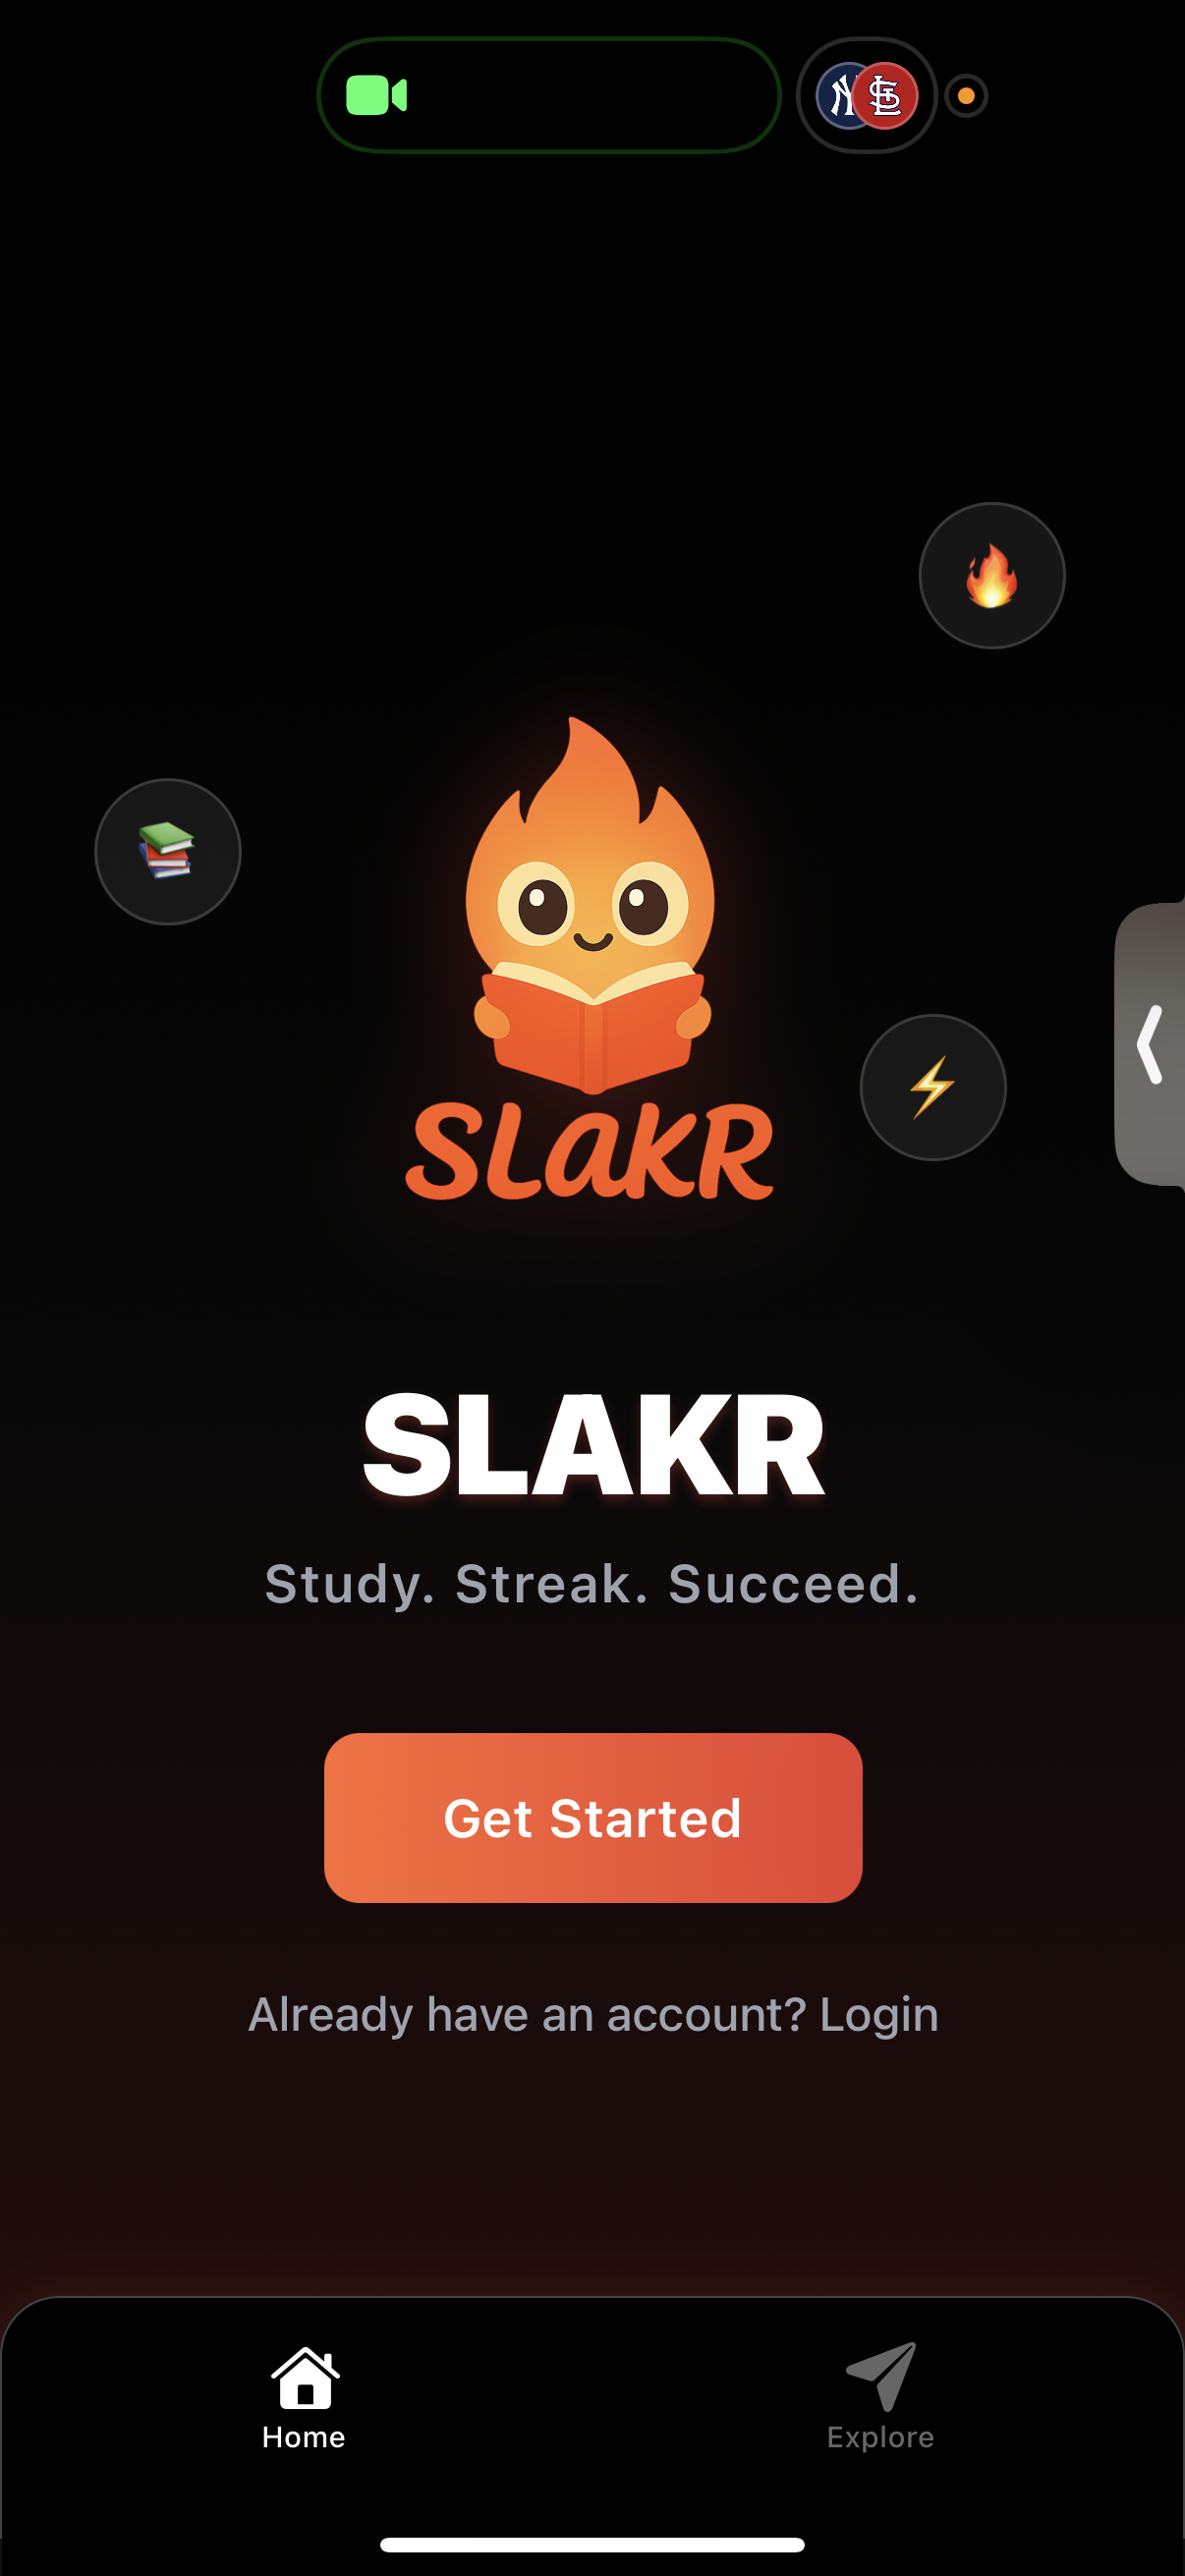 SLaKR
SLAKR
Study. Streak. Succeed.
Get Started
Already have an account? Login
Home
Explore